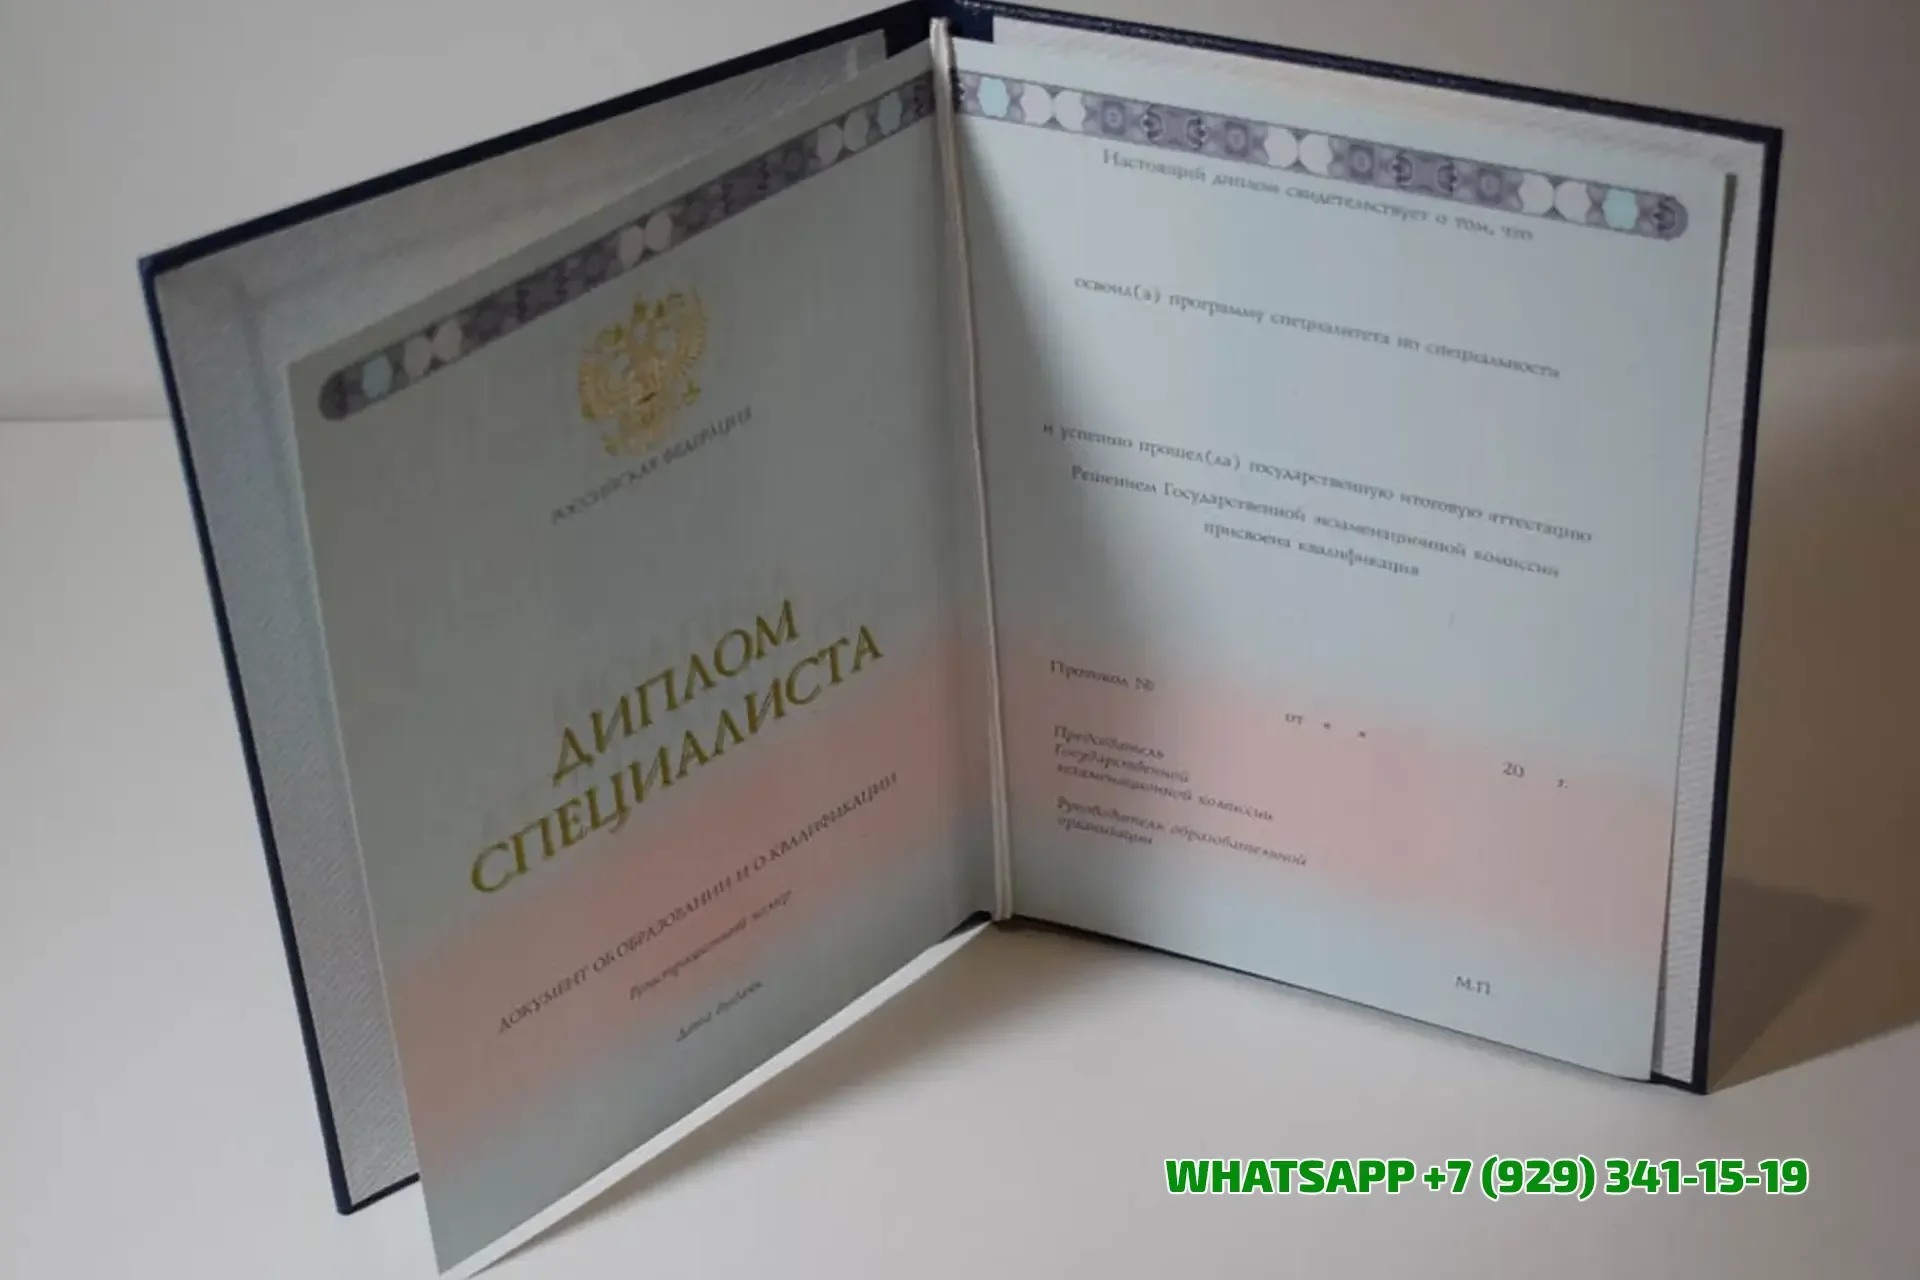 РОССИЙСКАЯ ФЕДЕРАЦИЯ
ДИПЛОМ
СПЕЦИАЛИСТА
ДОКУМЕНТ ОБ ОБРАЗОВАНИИ И О КВАЛИФИКАЦИИ
Регистрационный номер
Дата выдачи
Настоящий диплом свидетельствует о том, что
освоил(а) программу специалитета по специальности
и успешно прошел(ла) государственную итоговую аттестацию
Решением Государственной экзаменационной комиссии
присвоена квалификация
Протокол №
от « »
20 г.
Председатель
Государственной
экзаменационной комиссии
Руководитель образовательной
организации
М.П.
WHATSAPP +7 (929) 341-15-19